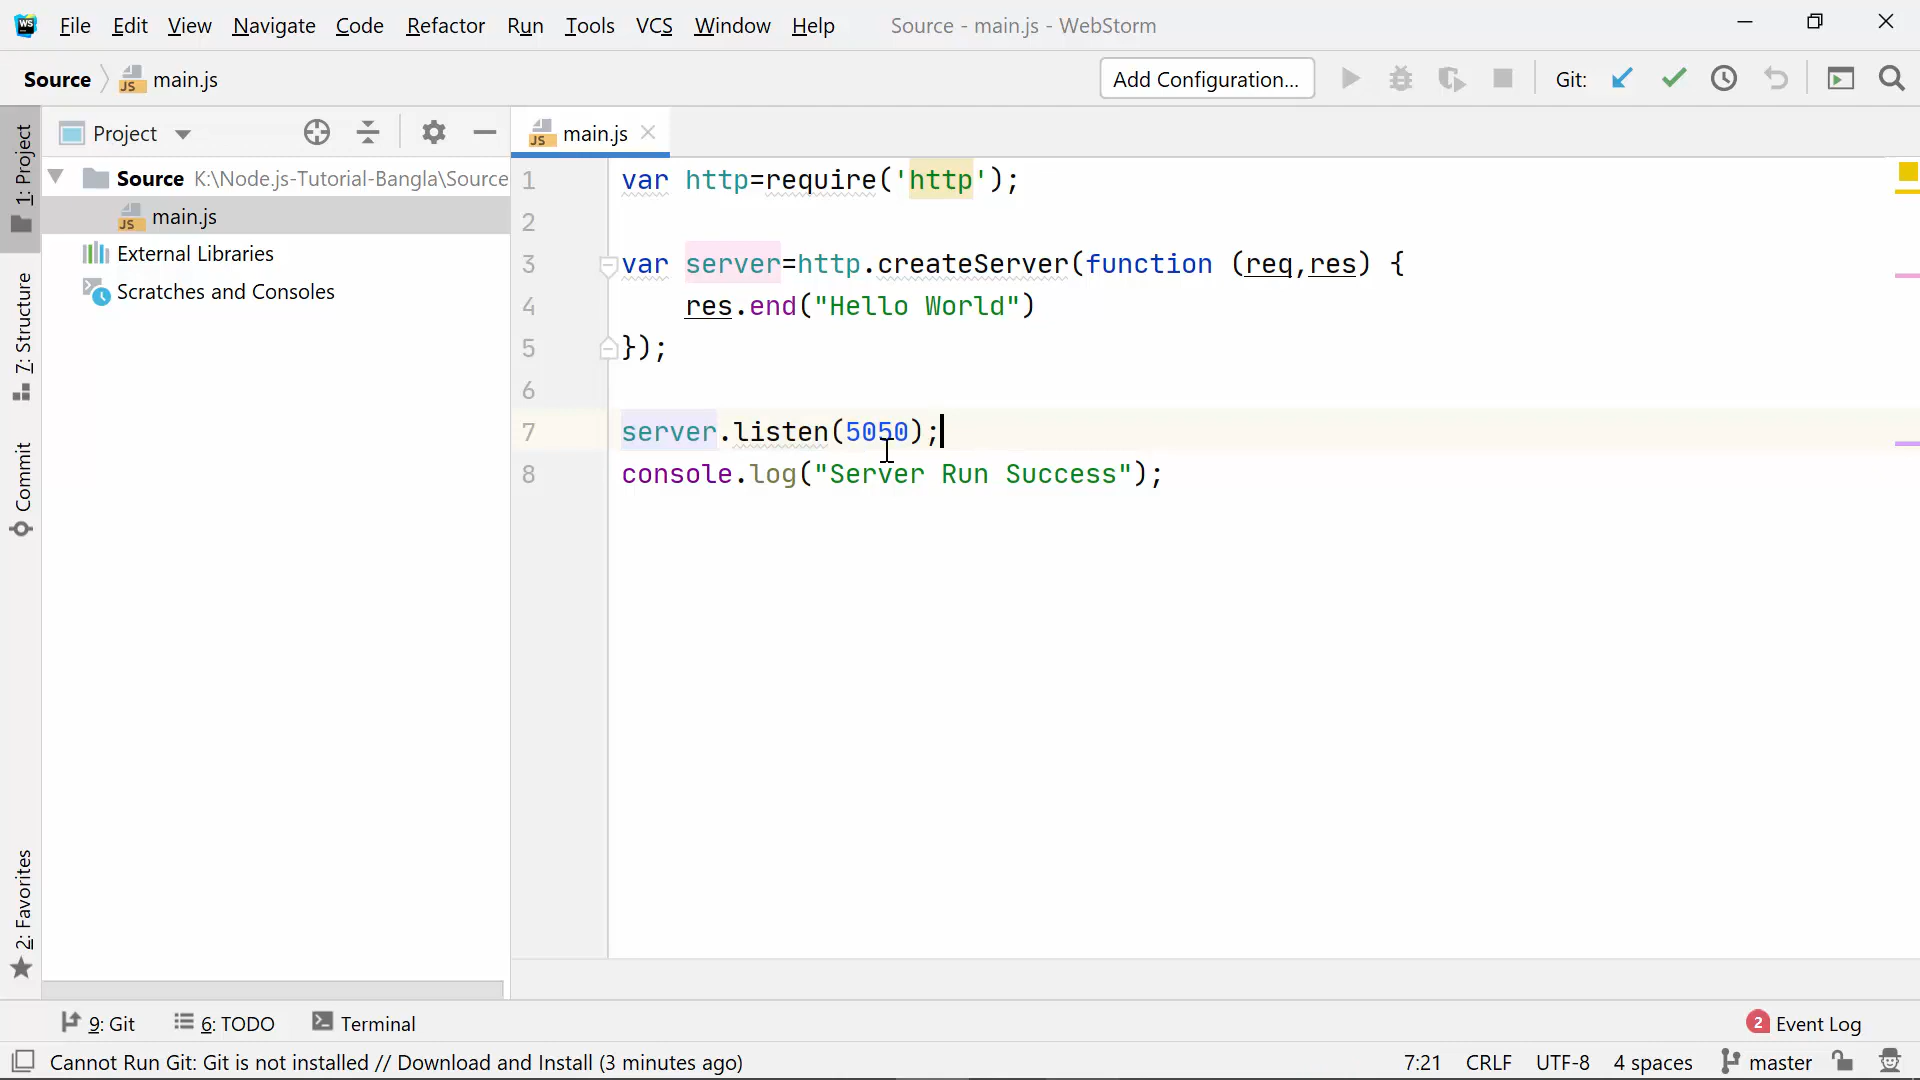 WS File Edit View Navigate Code Refactor Run Tools VCS Window Help Source - main.js - WebStorm
Source JS main.js Add Configuration... Git:
1: Project
7: Structure
Commit
2: Favorites
Project
Source K:\Node.js-Tutorial-Bangla\Source
JS main.js
External Libraries
Scratches and Consoles
JS main.js
1 var http=require('http');
2
3 var server=http.createServer(function (req,res) {
4 res.end("Hello World")
5 });
6
7 server.listen(5050);
8 console.log("Server Run Success");
9: Git 6: TODO Terminal 2 Event Log
Cannot Run Git: Git is not installed // Download and Install (3 minutes ago) 7:21 CRLF UTF-8 4 spaces master